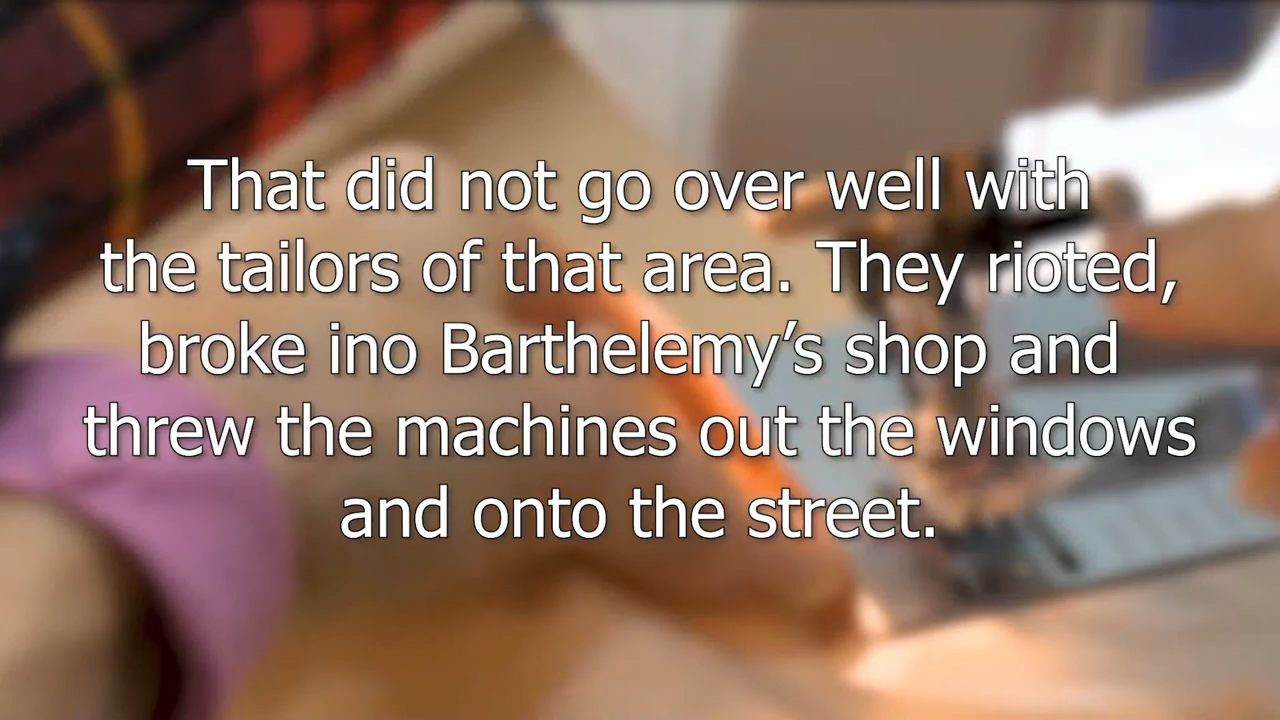 That did not go over well with
the tailors of that area. They rioted,
broke ino Barthelemy’s shop and
threw the machines out the windows
and onto the street.